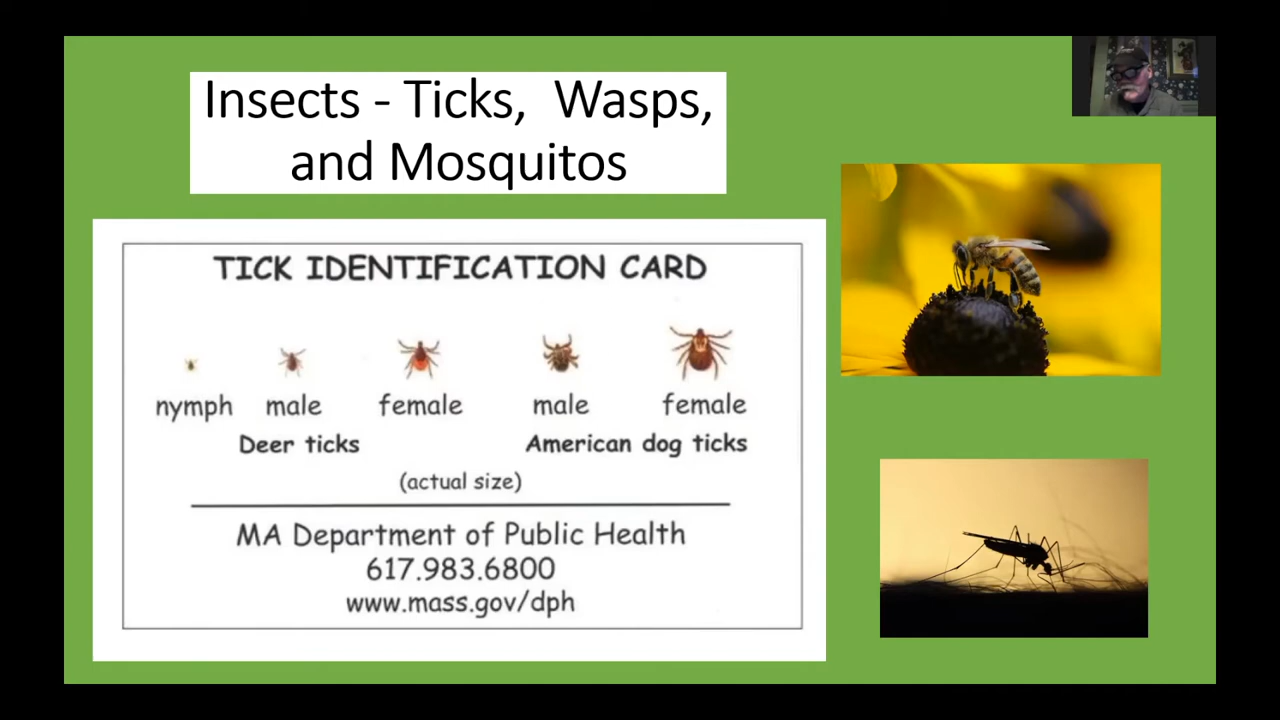 Insects - Ticks,  Wasps,
and Mosquitos
TICK IDENTIFICATION CARD
nymph male female male female
Deer ticks American dog ticks
(actual size)
MA Department of Public Health
617.983.6800
www.mass.gov/dph